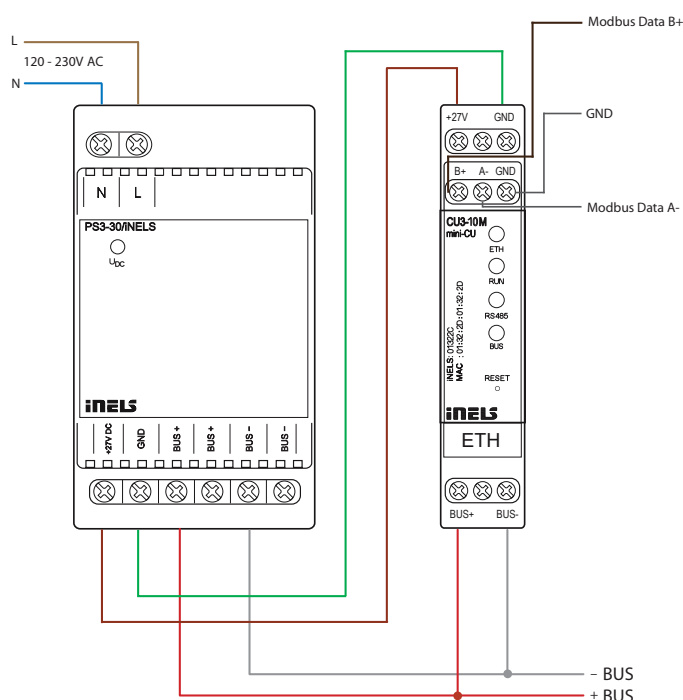 L
120 - 230V AC
N
N L
PS3-30/INELS
UDC
iNELS
+27V DC GND BUS + BUS + BUS - BUS -
Modbus Data B+
+27V GND
GND
B+ A- GND
Modbus Data A-
CU3-10M
mini-CU
ETH
RUN
RS485
BUS
iNELS: 01322C
MAC : 01:32:2D:01:32:2D
RESET
iNELS
ETH
BUS+ BUS-
– BUS
+ BUS